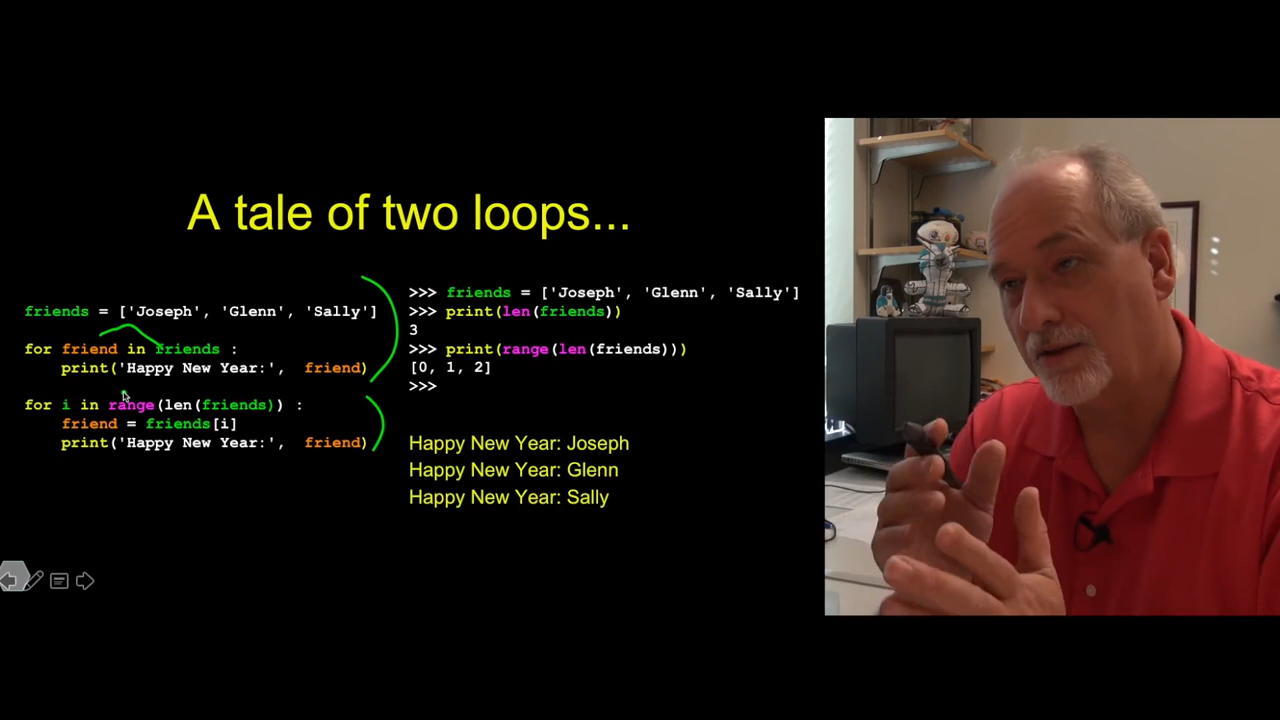 A tale of two loops...
friends = ['Joseph', 'Glenn', 'Sally']
for friend in friends :
    print('Happy New Year:',  friend)
for i in range(len(friends)) :
    friend = friends[i]
    print('Happy New Year:',  friend)
>>> friends = ['Joseph', 'Glenn', 'Sally']
>>> print(len(friends))
3
>>> print(range(len(friends)))
[0, 1, 2]
>>>
Happy New Year: Joseph
Happy New Year: Glenn
Happy New Year: Sally